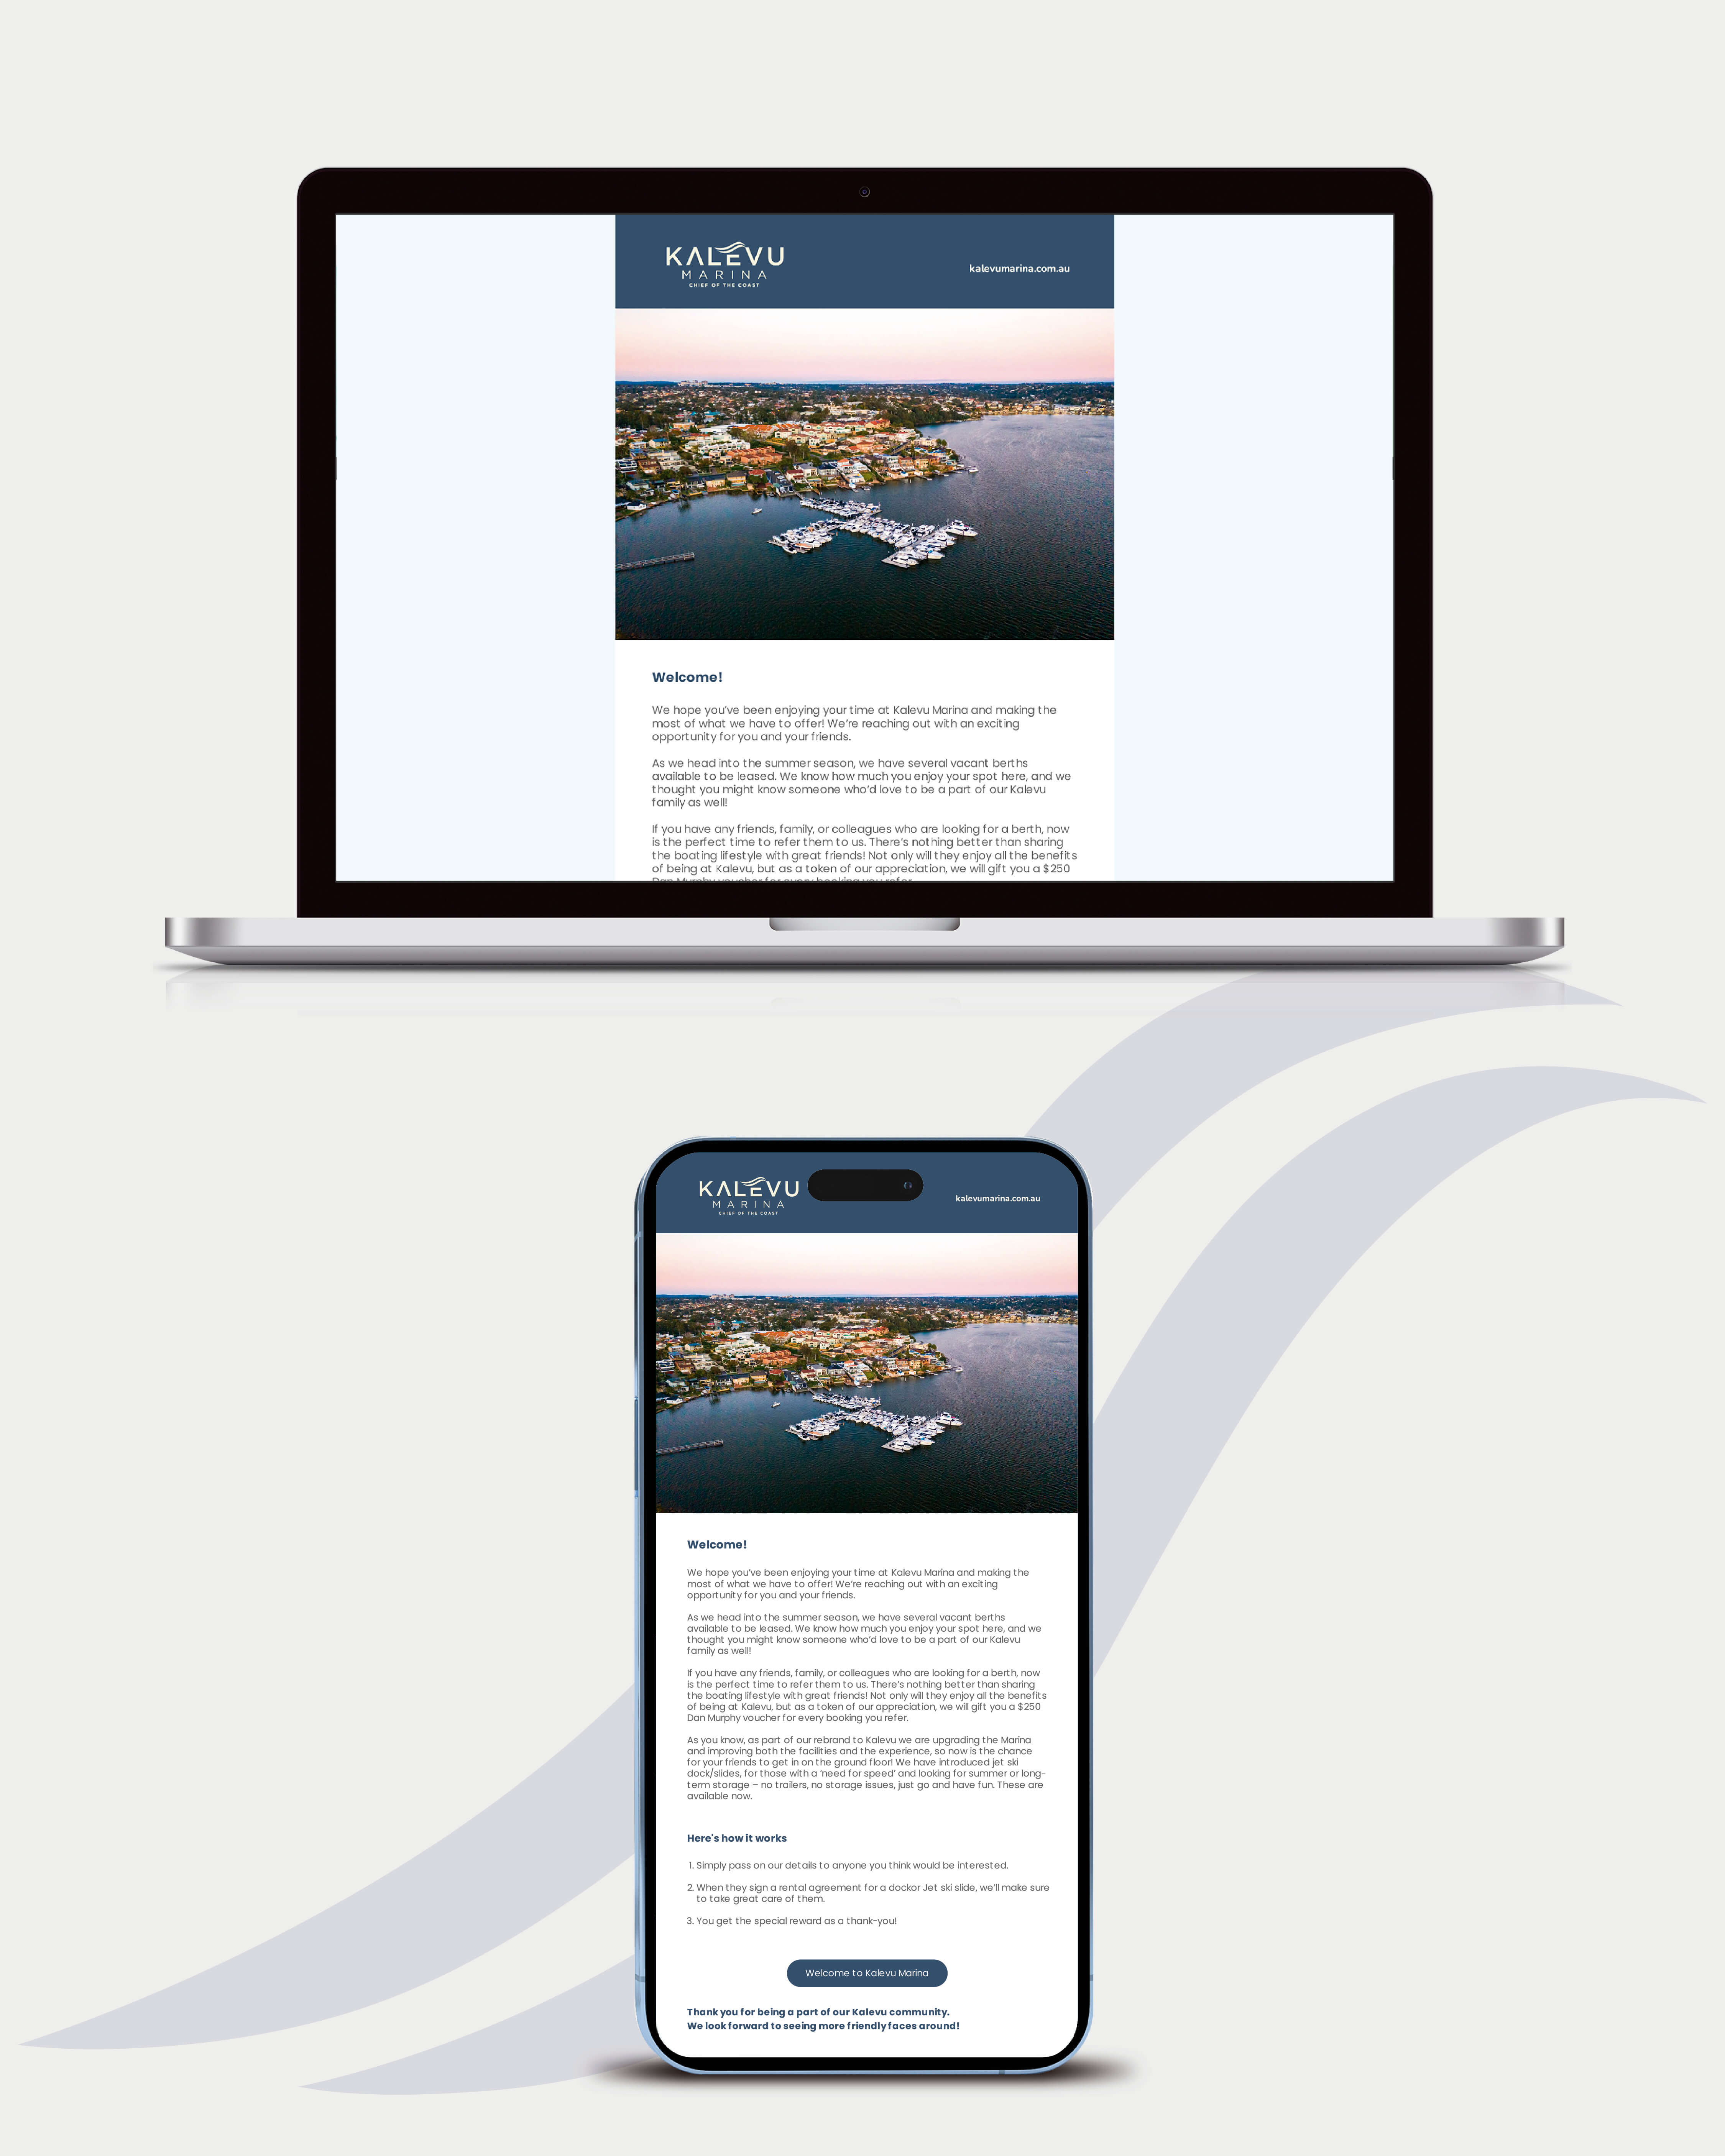 KALEVU
MARINA
CHIEF OF THE COAST
kalevumarina.com.au
Welcome!
We hope you've been enjoying your time at Kalevu Marina and making the
most of what we have to offer! We're reaching out with an exciting
opportunity for you and your friends.
As we head into the summer season, we have several vacant berths
available to be leased. We know how much you enjoy your spot here, and we
thought you might know someone who'd love to be a part of our Kalevu
family as well!
If you have any friends, family, or colleagues who are looking for a berth, now
is the perfect time to refer them to us. There's nothing better than sharing
the boating lifestyle with great friends! Not only will they enjoy all the benefits
of being at Kalevu, but as a token of our appreciation, we will gift you a $250
Dan Murphy voucher for every booking you refer.
KALEVU
MARINA
CHIEF OF THE COAST
kalevumarina.com.au
Welcome!
We hope you've been enjoying your time at Kalevu Marina and making the
most of what we have to offer! We're reaching out with an exciting
opportunity for you and your friends.
As we head into the summer season, we have several vacant berths
available to be leased. We know how much you enjoy your spot here, and we
thought you might know someone who'd love to be a part of our Kalevu
family as well!
If you have any friends, family, or colleagues who are looking for a berth, now
is the perfect time to refer them to us. There's nothing better than sharing
the boating lifestyle with great friends! Not only will they enjoy all the benefits
of being at Kalevu, but as a token of our appreciation, we will gift you a $250
Dan Murphy voucher for every booking you refer.
As you know, as part of our rebrand to Kalevu we are upgrading the Marina
and improving both the facilities and the experience, so now is the chance
for your friends to get in on the ground floor! We have introduced jet ski
dock/slides, for those with a 'need for speed' and looking for summer or long-
term storage – no trailers, no storage issues, just go and have fun. These are
available now.
Here's how it works
1. Simply pass on our details to anyone you think would be interested.
2. When they sign a rental agreement for a dockor Jet ski slide, we'll make sure
to take great care of them.
3. You get the special reward as a thank-you!
Welcome to Kalevu Marina
Thank you for being a part of our Kalevu community.
We look forward to seeing more friendly faces around!